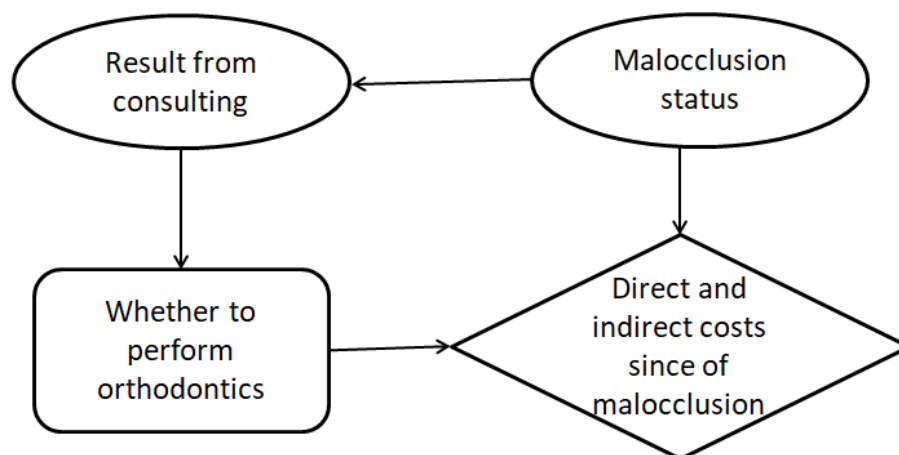 Result from
consulting
Malocclusion
status
Whether to
perform
orthodontics
Direct and
indirect costs
since of
malocclusion